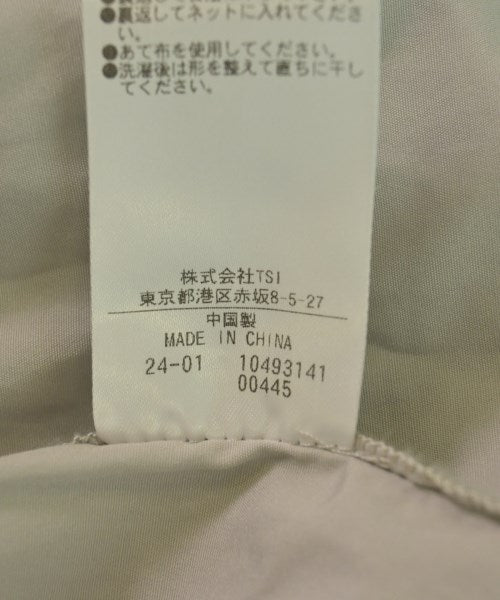 ●裏返してネットに入れてください。
●あて布を使用してください。
●洗濯後は形を整えて直ちに干し
てください。
株式会社TSI
東京都港区赤坂8-5-27
中国製
MADE IN CHINA
24-01 10493141
00445